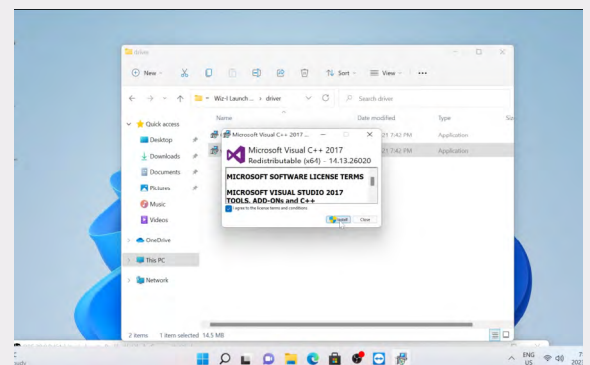 driver
New
Sort
View
Wiz-I Launch ... › driver
Search driver
Name
Date modified
Type
Quick access
Desktop
Downloads
Documents
Pictures
Music
Videos
OneDrive
This PC
Network
21 7:42 PM
Application
21 7:42 PM
Application
Microsoft Visual C++ 2017 ...
Microsoft Visual C++ 2017
Redistributable (x64) - 14.13.26020
MICROSOFT SOFTWARE LICENSE TERMS
MICROSOFT VISUAL STUDIO 2017
TOOLS, ADD-ONs and C++
I agree to the license terms and conditions
Install
Close
2 items
1 item selected 14.5 MB
ENG
US